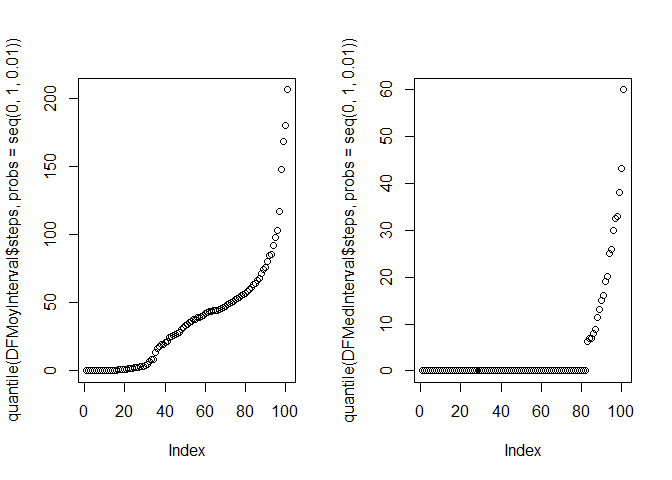 quantile(DFMoyInterval$steps, probs = seq(0, 1, 0.01))
200
150
100
50
0
0 20 40 60 80 100
Index
quantile(DFMedInterval$steps, probs = seq(0, 1, 0.01))
60
50
40
30
20
10
0
0 20 40 60 80 100
Index